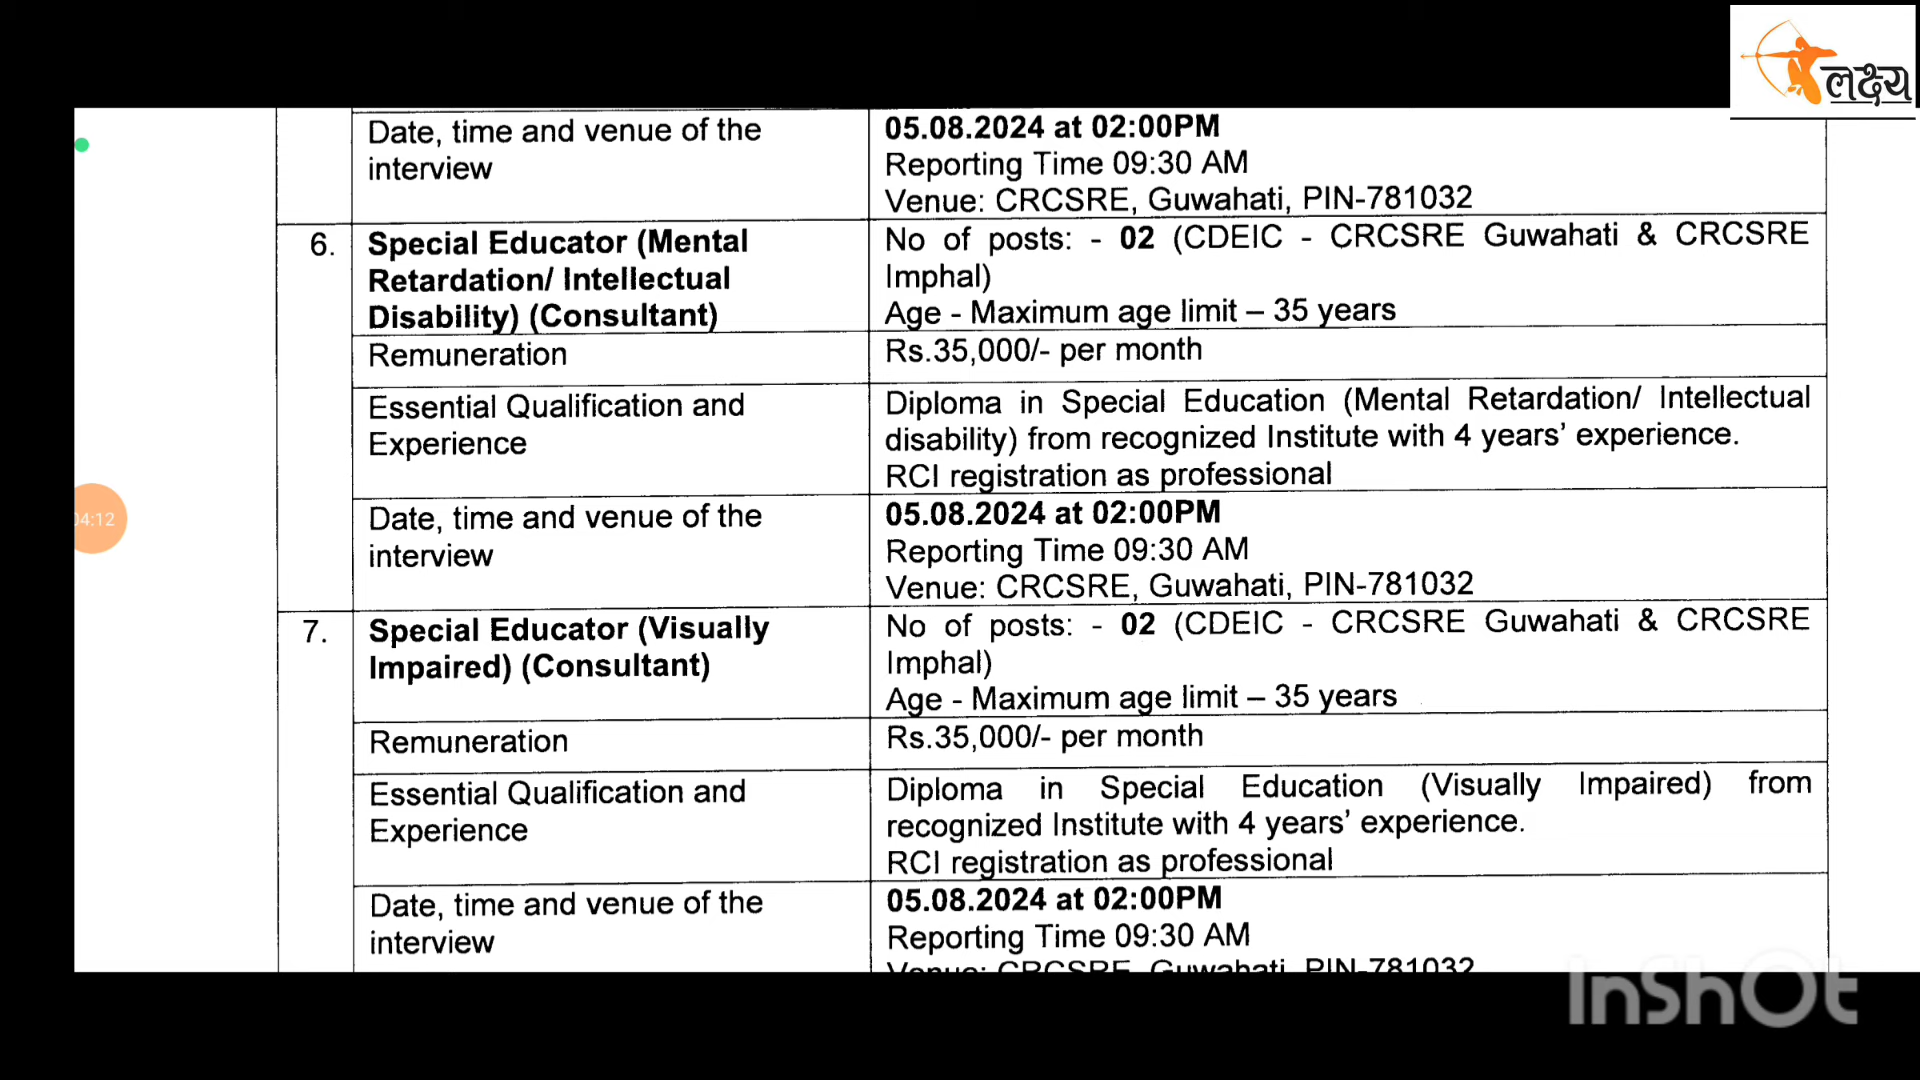 लक्ष्य
Date, time and venue of the
interview
05.08.2024 at 02:00PM
Reporting Time 09:30 AM
Venue: CRCSRE, Guwahati, PIN-781032
6.
Special Educator (Mental
Retardation/ Intellectual
Disability) (Consultant)
No of posts: - 02 (CDEIC - CRCSRE Guwahati & CRCSRE
Imphal)
Age - Maximum age limit – 35 years
Remuneration
Rs.35,000/- per month
Essential Qualification and
Experience
Diploma in Special Education (Mental Retardation/ Intellectual
disability) from recognized Institute with 4 years' experience.
RCI registration as professional
04:12
Date, time and venue of the
interview
05.08.2024 at 02:00PM
Reporting Time 09:30 AM
Venue: CRCSRE, Guwahati, PIN-781032
7.
Special Educator (Visually
Impaired) (Consultant)
No of posts: - 02 (CDEIC - CRCSRE Guwahati & CRCSRE
Imphal)
Age - Maximum age limit – 35 years
Remuneration
Rs.35,000/- per month
Essential Qualification and
Experience
Diploma in Special Education (Visually Impaired) from
recognized Institute with 4 years' experience.
RCI registration as professional
Date, time and venue of the
interview
05.08.2024 at 02:00PM
Reporting Time 09:30 AM
Venue: CRCSRE, Guwahati, PIN-781032
InShOt